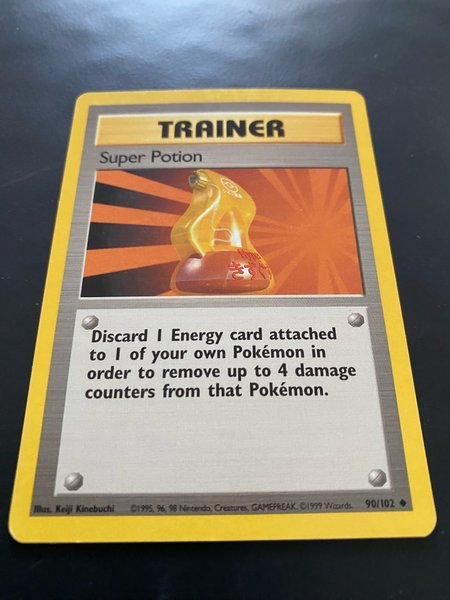 TRAINER
Super Potion
Discard 1 Energy card attached
to 1 of your own Pokémon in
order to remove up to 4 damage
counters from that Pokémon.
Illus. Keiji Kinebuchi ©1995, 96, 98 Nintendo, Creatures, GAMEFREAK. ©1999 Wizards. 90/102 ◆